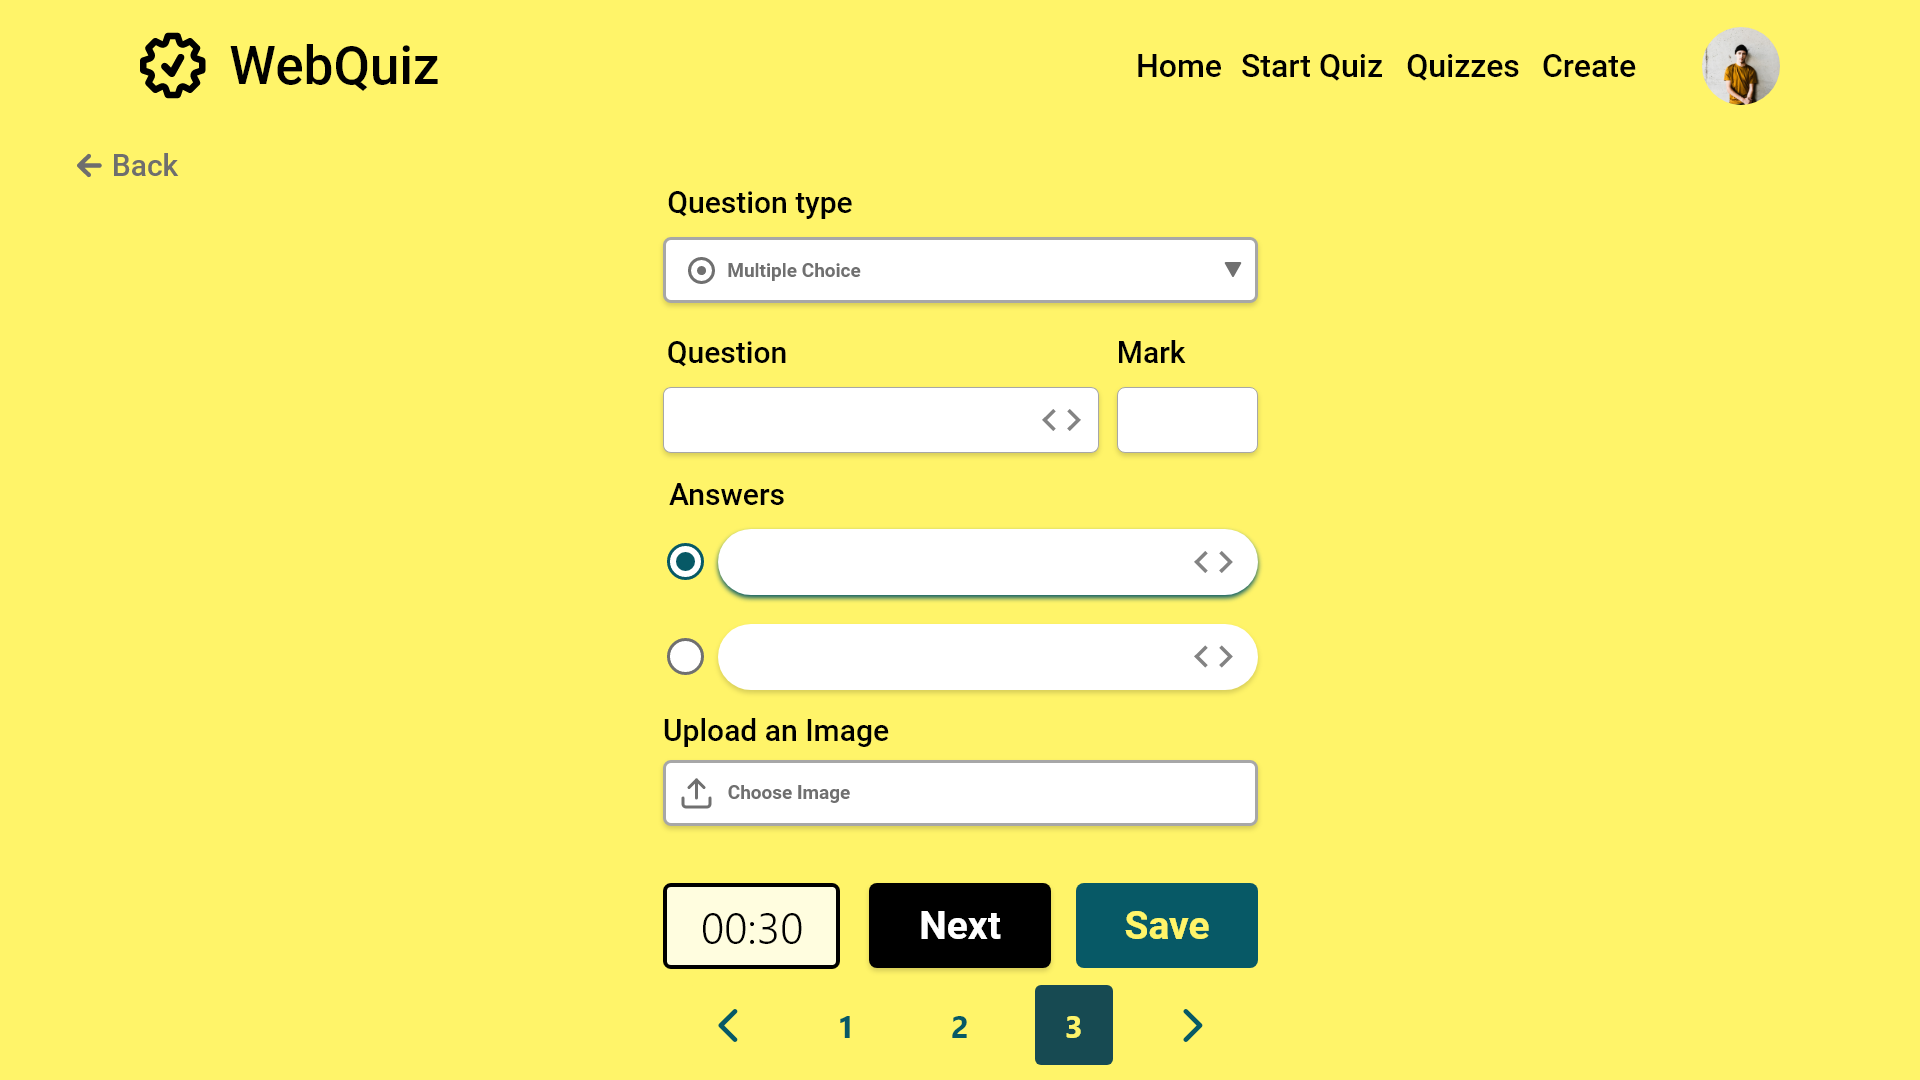 WebQuiz
Home Start Quiz Quizzes Create
Back
Question type
Multiple Choice
Question Mark
Answers
Upload an Image
Choose Image
00:30 Next Save
1 2 3